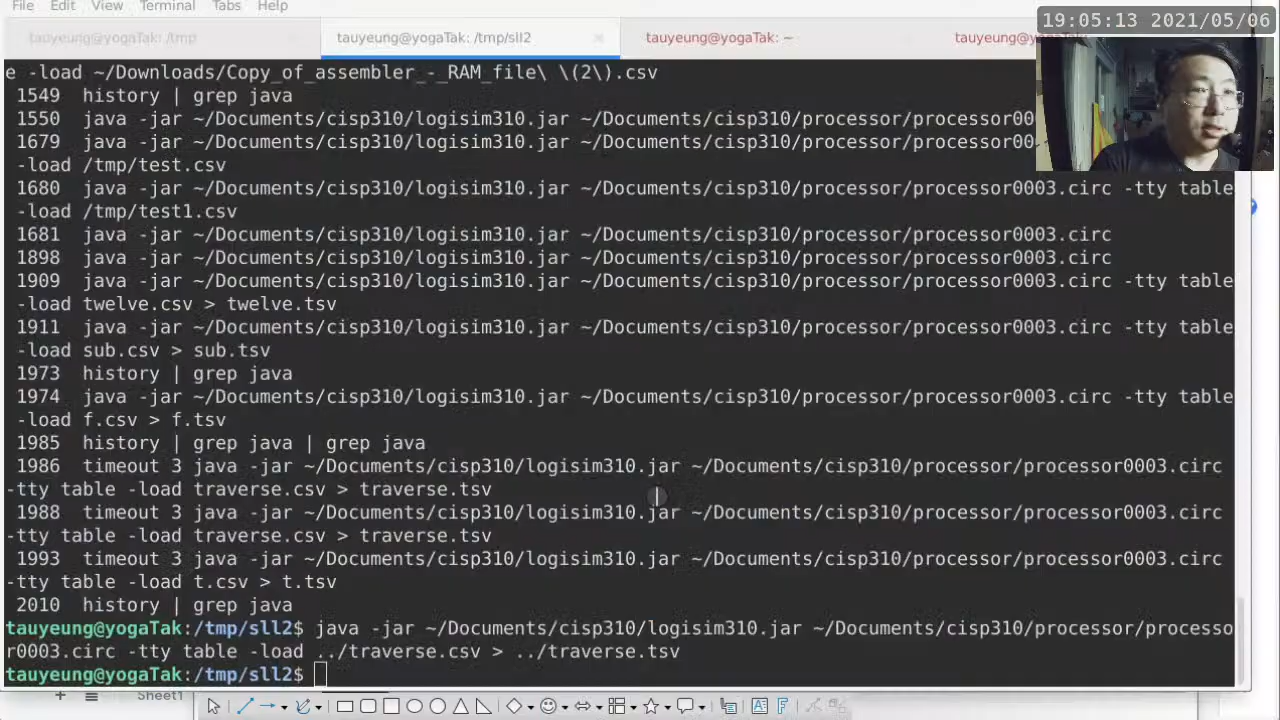 File Edit View Terminal Tabs Help
19:05:13 2021/05/06
tauyeung@yogaTak: /tmp
tauyeung@yogaTak: /tmp/sll2
tauyeung@yogaTak: ~
tauyeung@yogaTak:
e -load ~/Downloads/Copy_of_assembler_-_RAM_file\ \(2\).csv
1549 history | grep java
1550 java -jar ~/Documents/cisp310/logisim310.jar ~/Documents/cisp310/processor/processor00
1679 java -jar ~/Documents/cisp310/logisim310.jar ~/Documents/cisp310/processor/processor00
-load /tmp/test.csv
1680 java -jar ~/Documents/cisp310/logisim310.jar ~/Documents/cisp310/processor/processor0003.circ -tty table
-load /tmp/test1.csv
1681 java -jar ~/Documents/cisp310/logisim310.jar ~/Documents/cisp310/processor/processor0003.circ
1898 java -jar ~/Documents/cisp310/logisim310.jar ~/Documents/cisp310/processor/processor0003.circ
1909 java -jar ~/Documents/cisp310/logisim310.jar ~/Documents/cisp310/processor/processor0003.circ -tty table
-load twelve.csv > twelve.tsv
1911 java -jar ~/Documents/cisp310/logisim310.jar ~/Documents/cisp310/processor/processor0003.circ -tty table
-load sub.csv > sub.tsv
1973 history | grep java
1974 java -jar ~/Documents/cisp310/logisim310.jar ~/Documents/cisp310/processor/processor0003.circ -tty table
-load f.csv > f.tsv
1985 history | grep java | grep java
1986 timeout 3 java -jar ~/Documents/cisp310/logisim310.jar ~/Documents/cisp310/processor/processor0003.circ
-tty table -load traverse.csv > traverse.tsv
1988 timeout 3 java -jar ~/Documents/cisp310/logisim310.jar ~/Documents/cisp310/processor/processor0003.circ
-tty table -load traverse.csv > traverse.tsv
1993 timeout 3 java -jar ~/Documents/cisp310/logisim310.jar ~/Documents/cisp310/processor/processor0003.circ
-tty table -load t.csv > t.tsv
2010 history | grep java
tauyeung@yogaTak:/tmp/sll2$ java -jar ~/Documents/cisp310/logisim310.jar ~/Documents/cisp310/processor/processo
r0003.circ -tty table -load ../traverse.csv > ../traverse.tsv
tauyeung@yogaTak:/tmp/sll2$
Sheet1